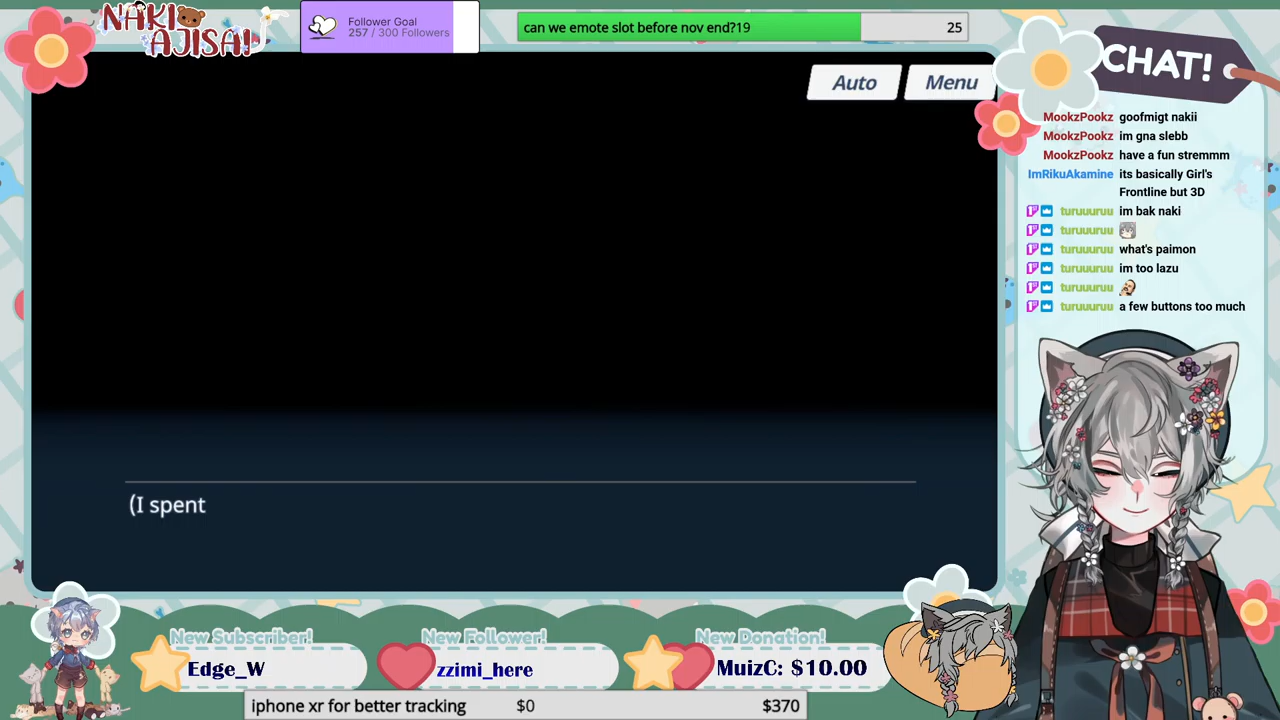 NAKI
AJISAI
Follower Goal
257 / 300 Followers
can we emote slot before nov end?19
25
CHAT!
Auto
Menu
MookzPookz goofmigt nakii
MookzPookz im gna slebb
MookzPookz have a fun stremmm
ImRikuAkamine its basically Girl's
Frontline but 3D
turuuuruu im bak naki
turuuuruu
turuuuruu what's paimon
turuuuruu im too lazu
turuuuruu
turuuuruu a few buttons too much
(I spent
New Subscriber!
Edge_W
New Follower!
zzimi_here
New Donation!
MuizC: $10.00
iphone xr for better tracking
$0
$370